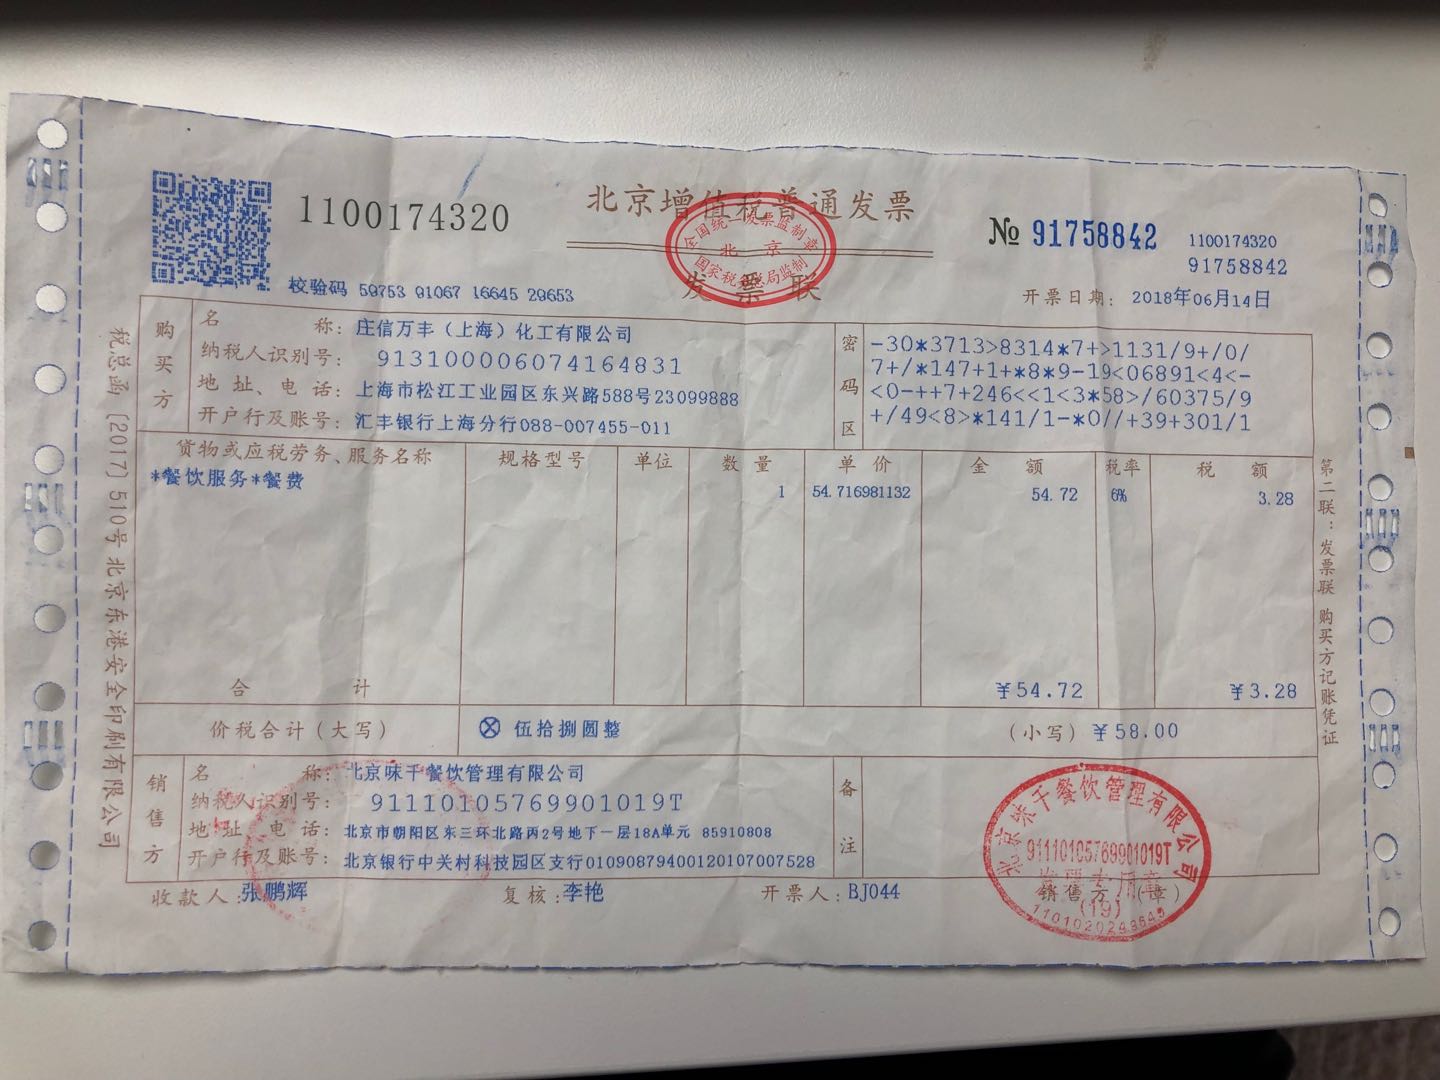 1100174320
北京增值税普通发票
发票联
全国统一发票监制章
北京
国家税务总局监制
№ 91758842
1100174320
91758842
校验码 59753 91067 16645 29653
开票日期: 2018年06月14日
税总函〔2017〕510号北京东港安全印刷有限公司
购买方
名称: 庄信万丰（上海）化工有限公司
纳税人识别号: 913100006074164831
地址、电话: 上海市松江工业园区东兴路588号23099888
开户行及账号: 汇丰银行上海分行088-007455-011
密码区
-30*3713>8314*7+>1131/9+/0/
7+/*147+1+*8*9-19<06891<4<-
<0-++7+246<<1<3*58>/60375/9
+/49<8>*141/1-*0//+39+301/1
货物或应税劳务、服务名称 规格型号 单位 数量 单价 金额 税率 税额
*餐饮服务*餐费 1 54.716981132 54.72 6% 3.28
合计 ￥54.72 ￥3.28
价税合计（大写） ⊗ 伍拾捌圆整 （小写）￥58.00
销售方
名称: 北京味千餐饮管理有限公司
纳税人识别号: 91110105769901019T
地址、电话: 北京市朝阳区东三环北路丙2号地下一层18A单元 85910808
开户行及账号: 北京银行中关村科技园区支行01090879400120107007528
备注
收款人: 张鹏辉 复核: 李艳 开票人: BJ044 销售方:（章）
北京味千餐饮管理有限公司
91110105769901019T
(19)
第二联：发票联 购买方记账凭证